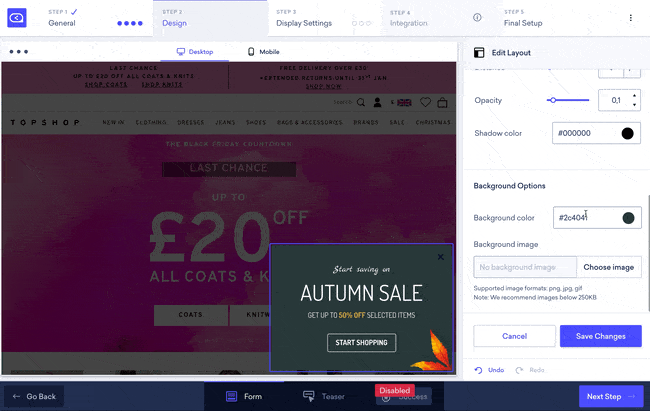 STEP 1
General
STEP 2
Design
STEP 3
Display Settings
STEP 4
Integration
STEP 5
Final Setup
Desktop
Mobile
Edit Layout
LAST CHANCE
UP TO £20 OFF ALL COATS & KNITS
SHOP COATS SHOP KNITS
FREE DELIVERY OVER £30
+EXTENDED RETURNS UNTIL 31ST JAN
SHOP NOW
TOPSHOP
NEW IN CLOTHING DRESSES JEANS SHOES BAGS & ACCESSORIES BRANDS SALE CHRISTMAS
THE BLACK FRIDAY COUNTDOWN
LAST CHANCE
UP TO
£20 OFF
ALL COATS & K
COATS
KNITW
Start saving on
AUTUMN SALE
GET UP TO 50% OFF SELECTED ITEMS
START SHOPPING
Opacity
0,1
Shadow color
#000000
Background Options
Background color
#2c4041
Background image
No background image
Choose image
Supported image formats: png, jpg, gif
Note: We recommend images below 250KB
Cancel
Save Changes
Undo
Redo
Go Back
Form
Teaser
Disabled
Success
Next Step